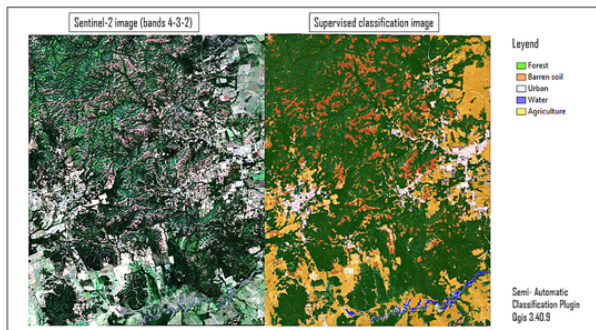 Sentinel-2 image (bands 4-3-2)
Supervised classification image
Leyend
Forest
Barren soil
Urban
Water
Agriculture
Semi- Automatic
Classification Plugin
Qgis 3.40.9